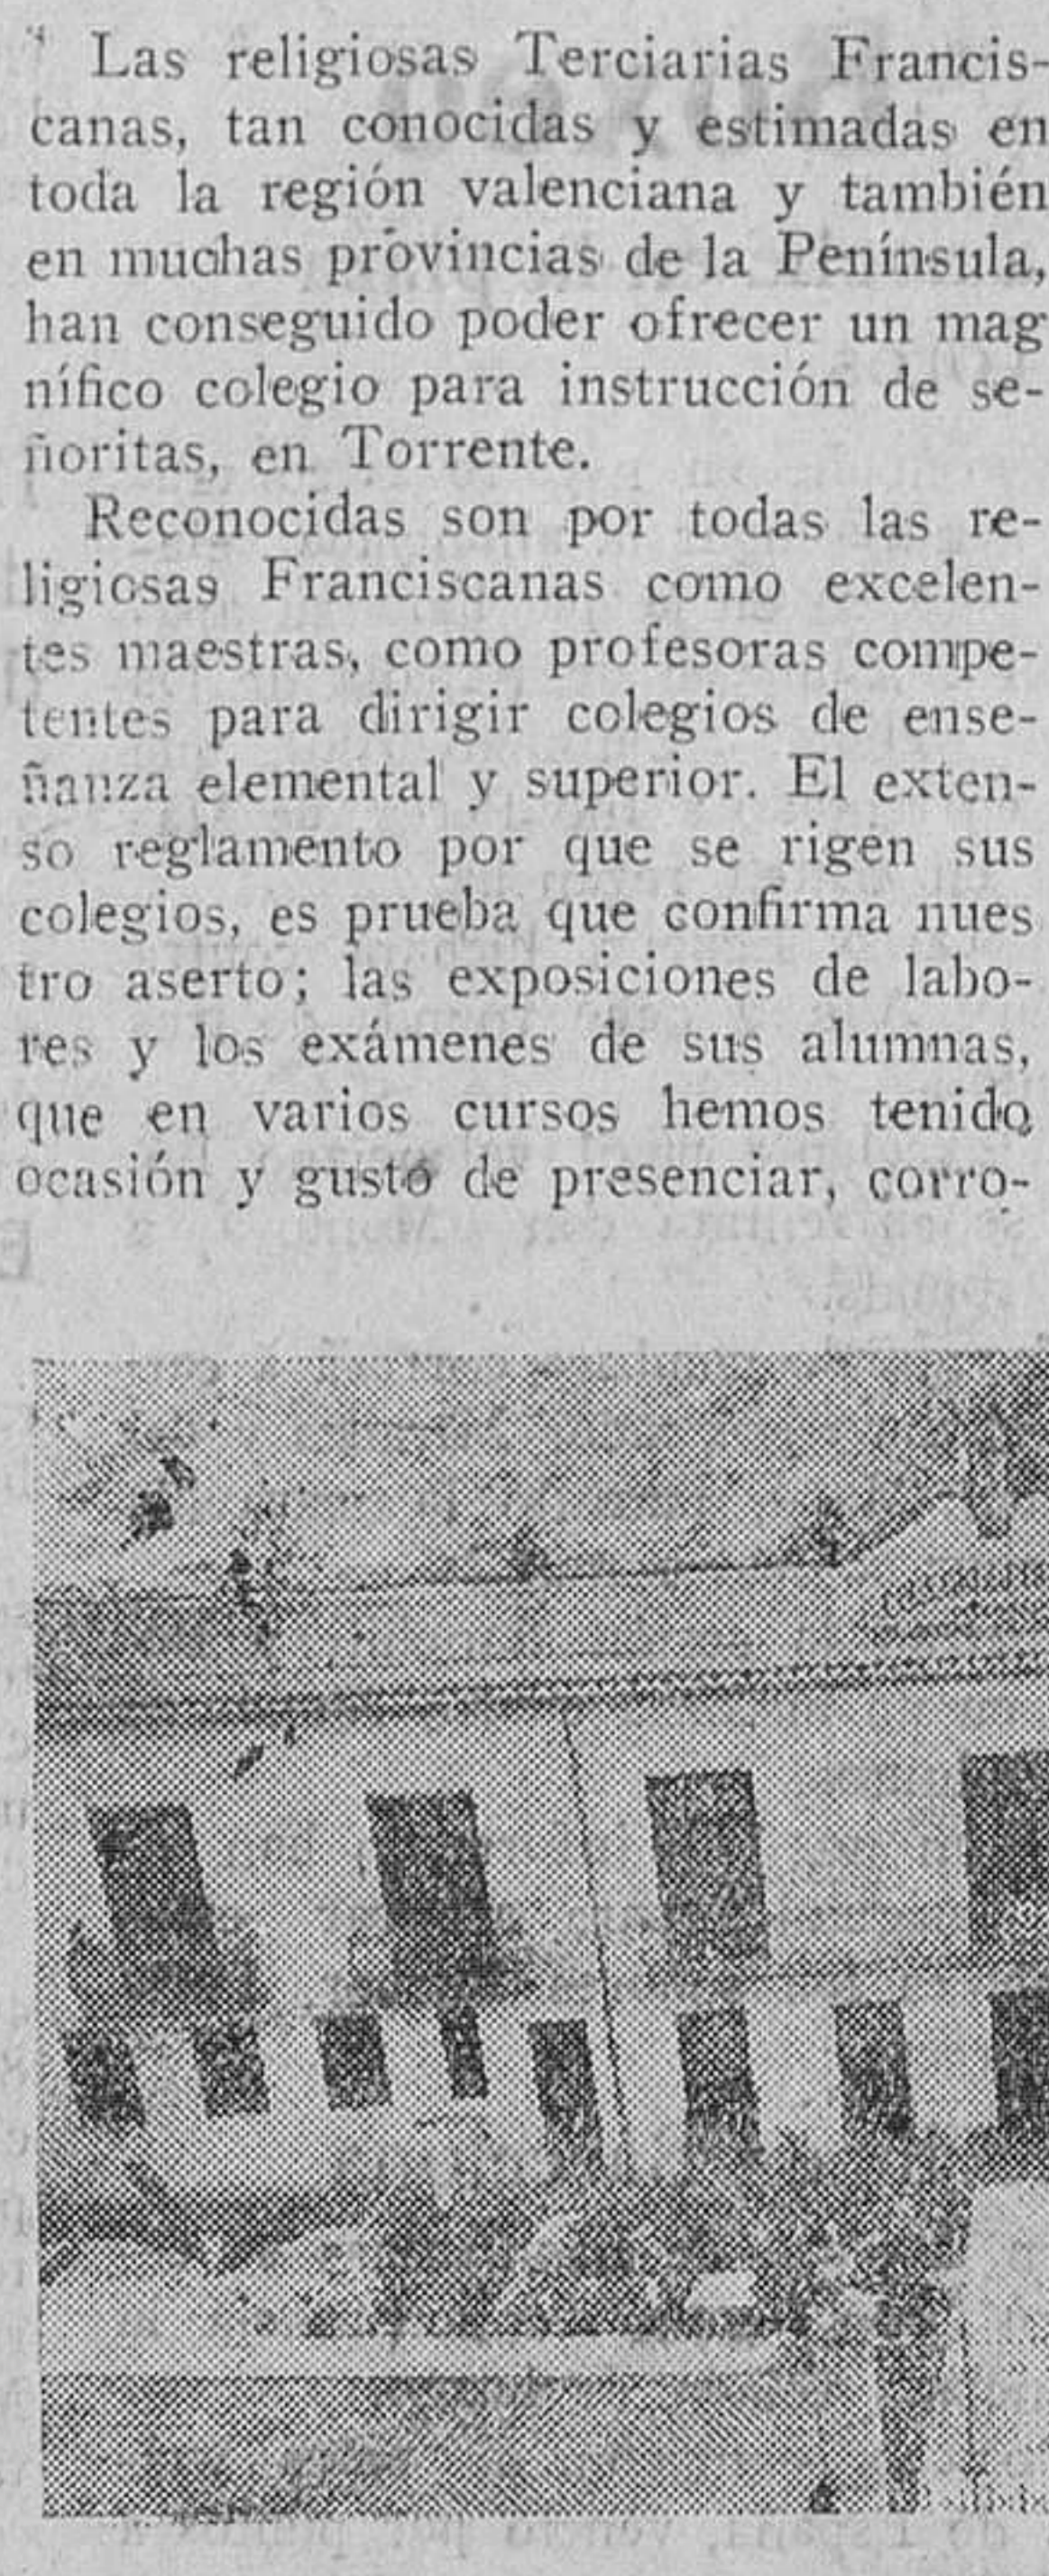 Las religiosas Terciarias Francis-
canas, tan conocidas y estimadas en
toda la región valenciana y también
en muchas provincias de la Península,
han conseguido poder ofrecer un mag
nífico colegio para instrucción de se-
ñoritas, en Torrente.
Reconocidas son por todas las re-
ligiosas Franciscanas como excelen-
tes maestras, como profesoras compe-
tentes para dirigir colegios de ense-
ñanza elemental y superior. El exten-
so reglamento por que se rigen sus
colegios, es prueba que confirma nues
tro aserto; las exposiciones de labo-
res y los exámenes de sus alumnas,
que en varios cursos hemos tenido
ocasión y gusto de presenciar, corro-